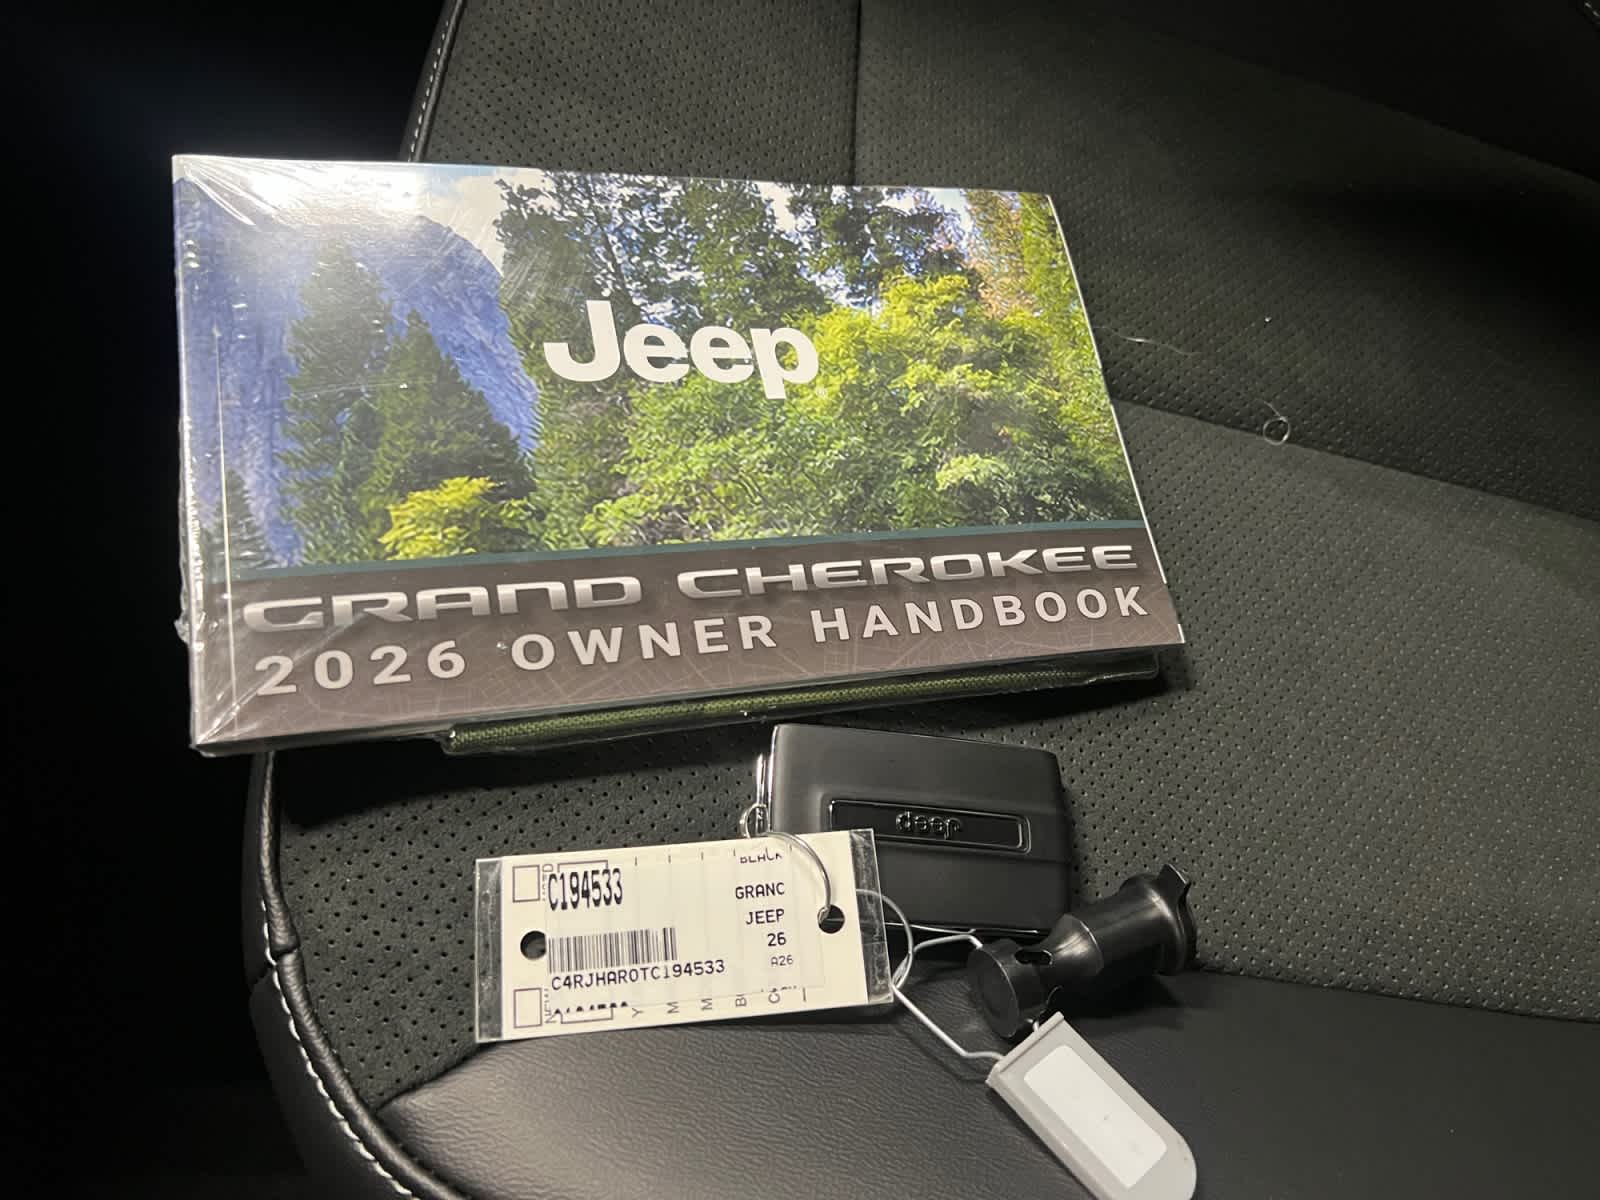 Jeep
GRAND CHEROKEE
2026 OWNER HANDBOOK
Jeep
BLACK
C194533
GRANC
JEEP
26
A26
C4RJHAR0TC194533
Y
M
M